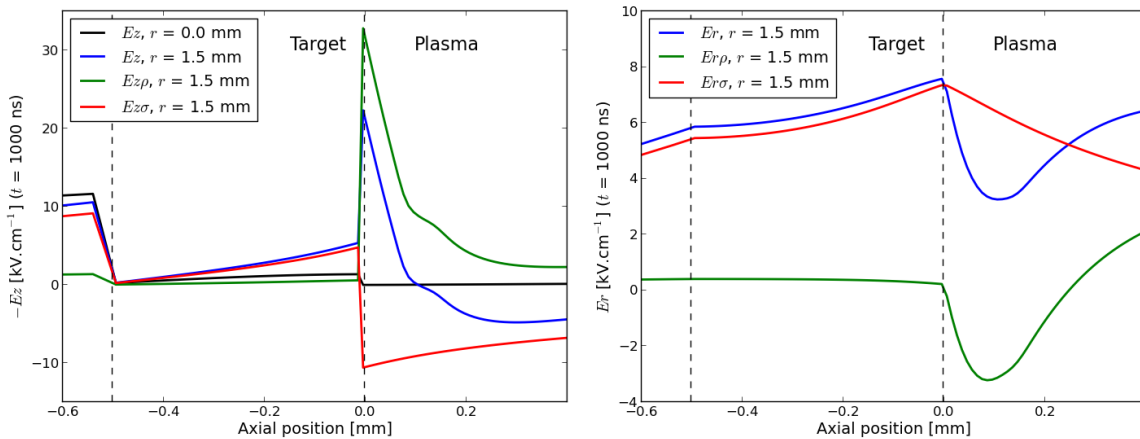 Ez, r = 0.0 mm
Ez, r = 1.5 mm
Ezρ, r = 1.5 mm
Ezσ, r = 1.5 mm
Target
Plasma
30
20
10
0
−10
−Ez [kV.cm⁻¹] (t = 1000 ns)
−0.6
−0.4
−0.2
0.0
0.2
Axial position [mm]
Er, r = 1.5 mm
Erρ, r = 1.5 mm
Erσ, r = 1.5 mm
Target
Plasma
10
8
6
4
2
0
−2
−4
Er [kV.cm⁻¹] (t = 1000 ns)
−0.6
−0.4
−0.2
0.0
0.2
Axial position [mm]